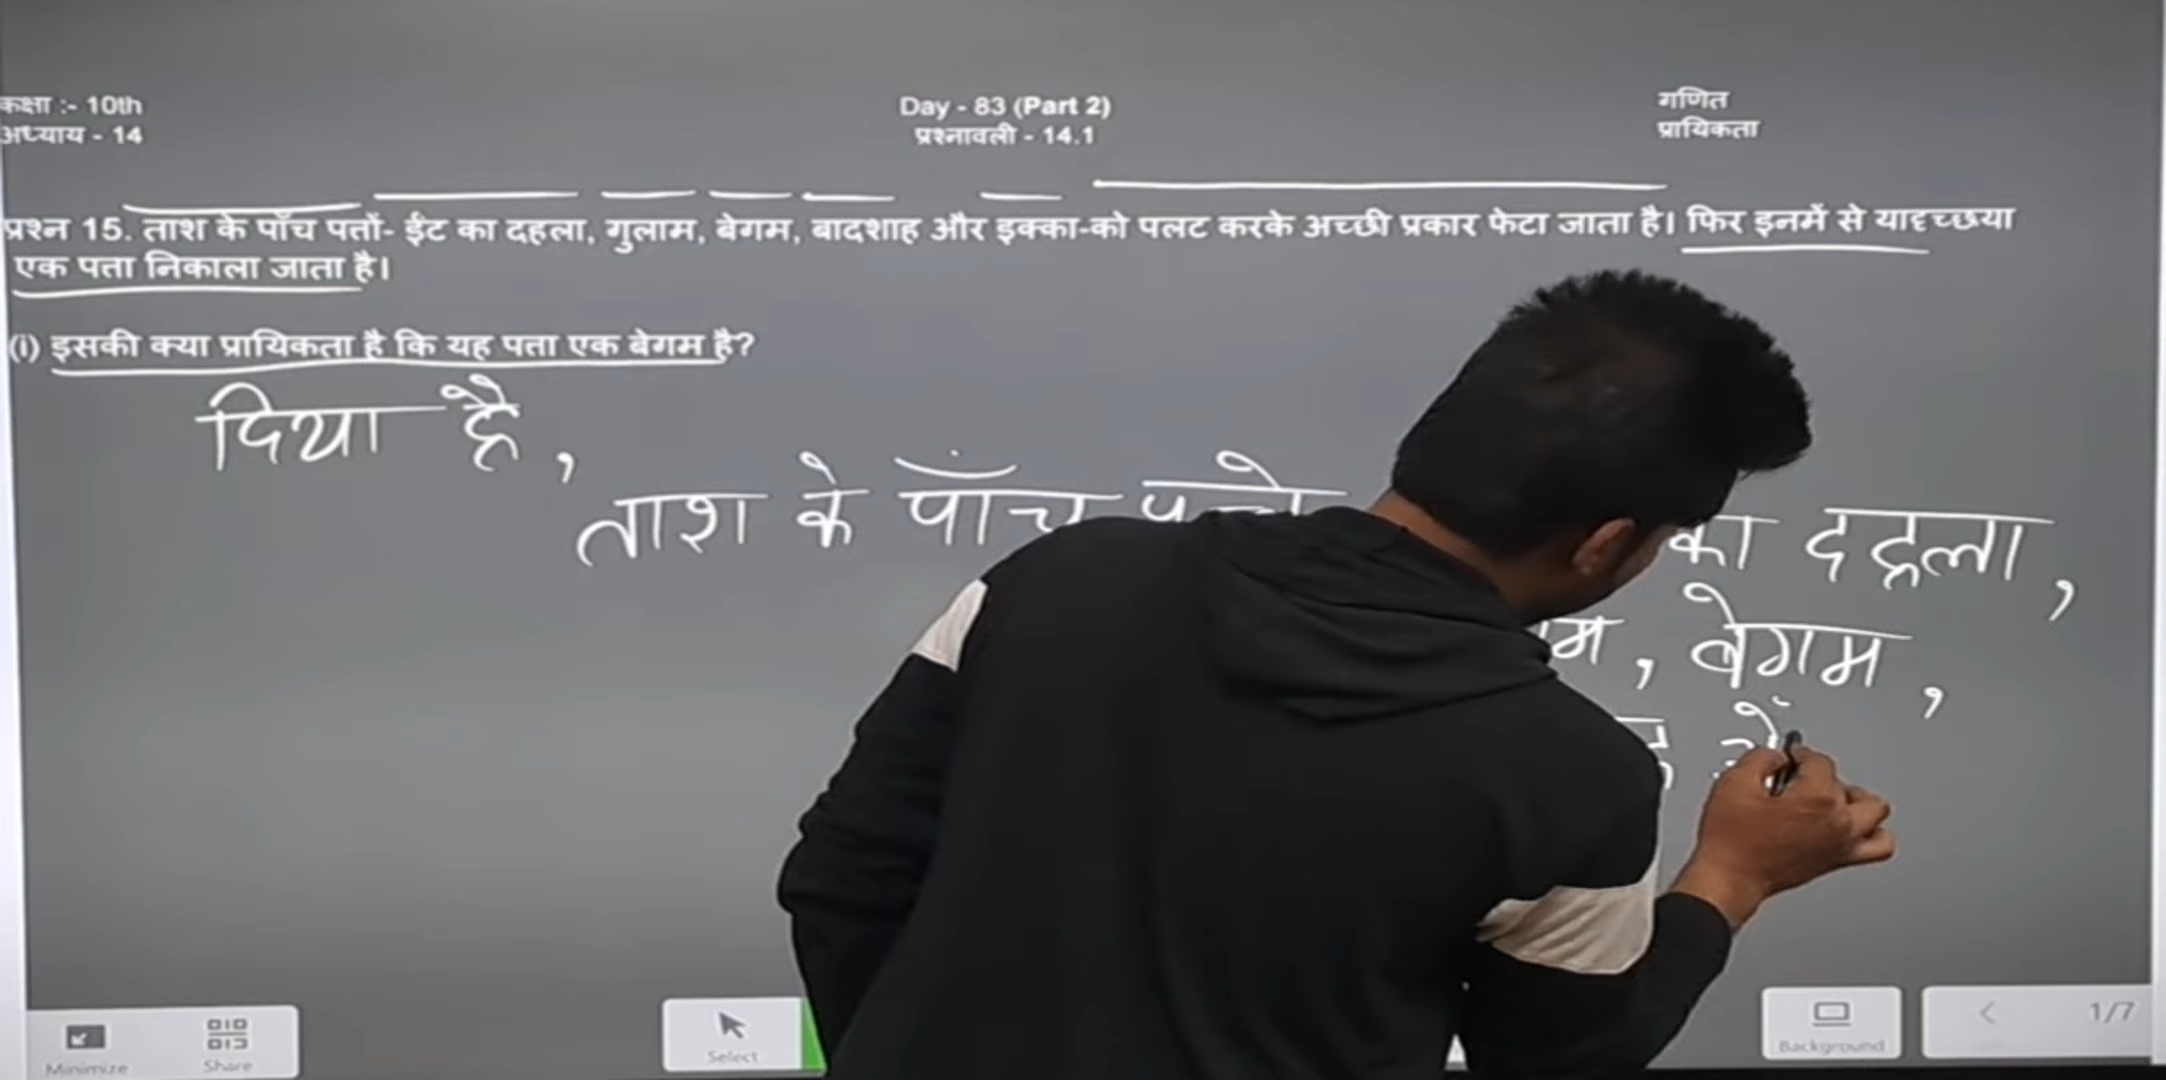 कक्षा :- 10th
अध्याय - 14
Day - 83 (Part 2)
प्रश्नावली - 14.1
गणित
प्रायिकता
प्रश्न 15. ताश के पाँच पतों- ईंट का दहला, गुलाम, बेगम, बादशाह और इक्का-को पलट करके अच्छी प्रकार फेटा जाता है। फिर इनमें से यादृच्छया
एक पता निकाला जाता है।
(i) इसकी क्या प्रायिकता है कि यह पता एक बेगम है?
दिया है,
ताश के पाँच पत्ते का दहला,
म, बेगम,
Minimize
Share
Select
Background
1/7